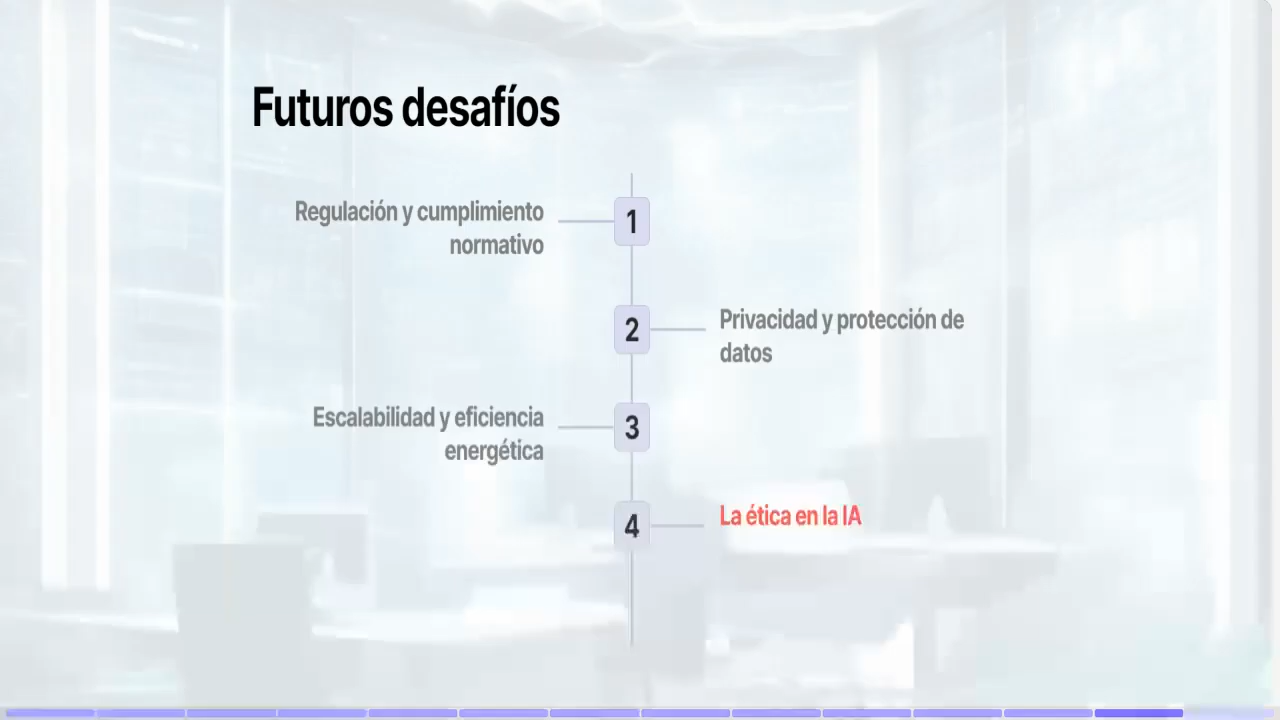 Futuros desafíos
Regulación y cumplimiento
normativo
1
2
Privacidad y protección de
datos
Escalabilidad y eficiencia
energética
3
4
La ética en la IA